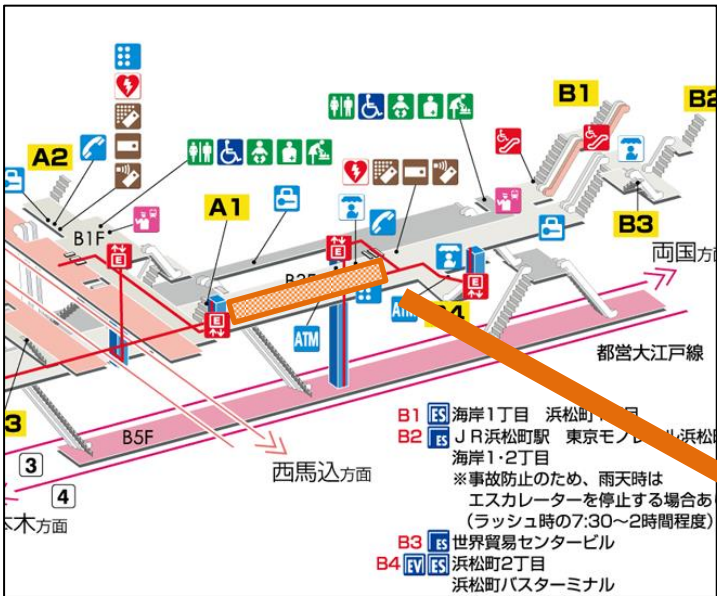 B1
B2
A2
A1
B1F
B3
両国方
E
E
E
E
ATM
ATM
都営大江戸線
3
B5F
B1 ES 海岸1丁目 浜松町
B2 ES JR浜松町駅 東京モノレール浜松
海岸1・2丁目
※事故防止のため、雨天時は
エスカレーターを停止する場合あ
(ラッシュ時の7:30~2時間程度)
B3 ES 世界貿易センタービル
B4 EV ES 浜松町2丁目
浜松町バスターミナル
西馬込方面
3
4
木方面